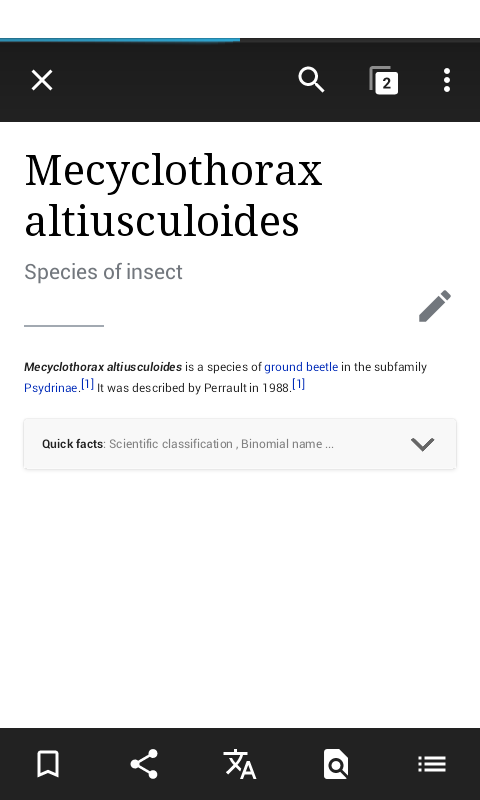 2
Mecyclothorax
altiusculoides
Species of insect
Mecyclothorax altiusculoides is a species of ground beetle in the subfamily
Psydrinae.[1] It was described by Perrault in 1988.[1]
Quick facts: Scientific classification , Binomial name ...